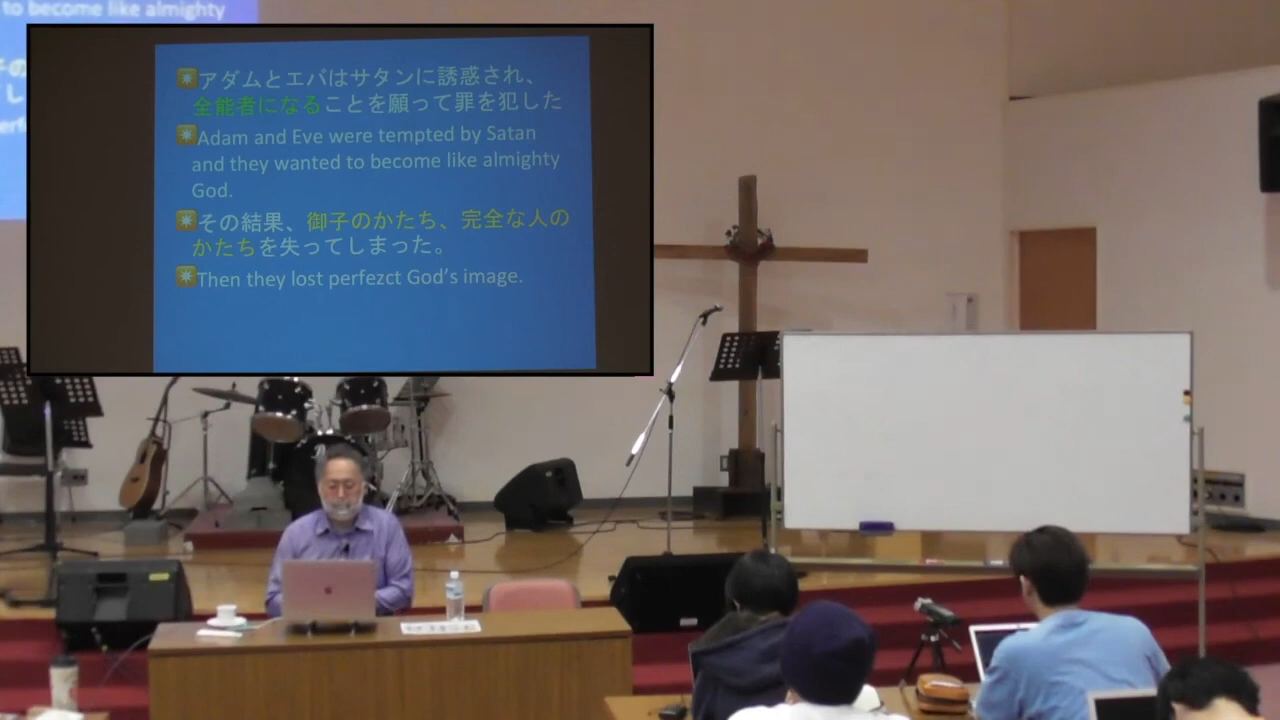 to become like almighty
アダムとエバはサタンに誘惑され、
全能者になることを願って罪を犯した
Adam and Eve were tempted by Satan
and they wanted to become like almighty
God.
その結果、御子のかたち、完全な人の
かたちを失ってしまった。
Then they lost perfezct God's image.